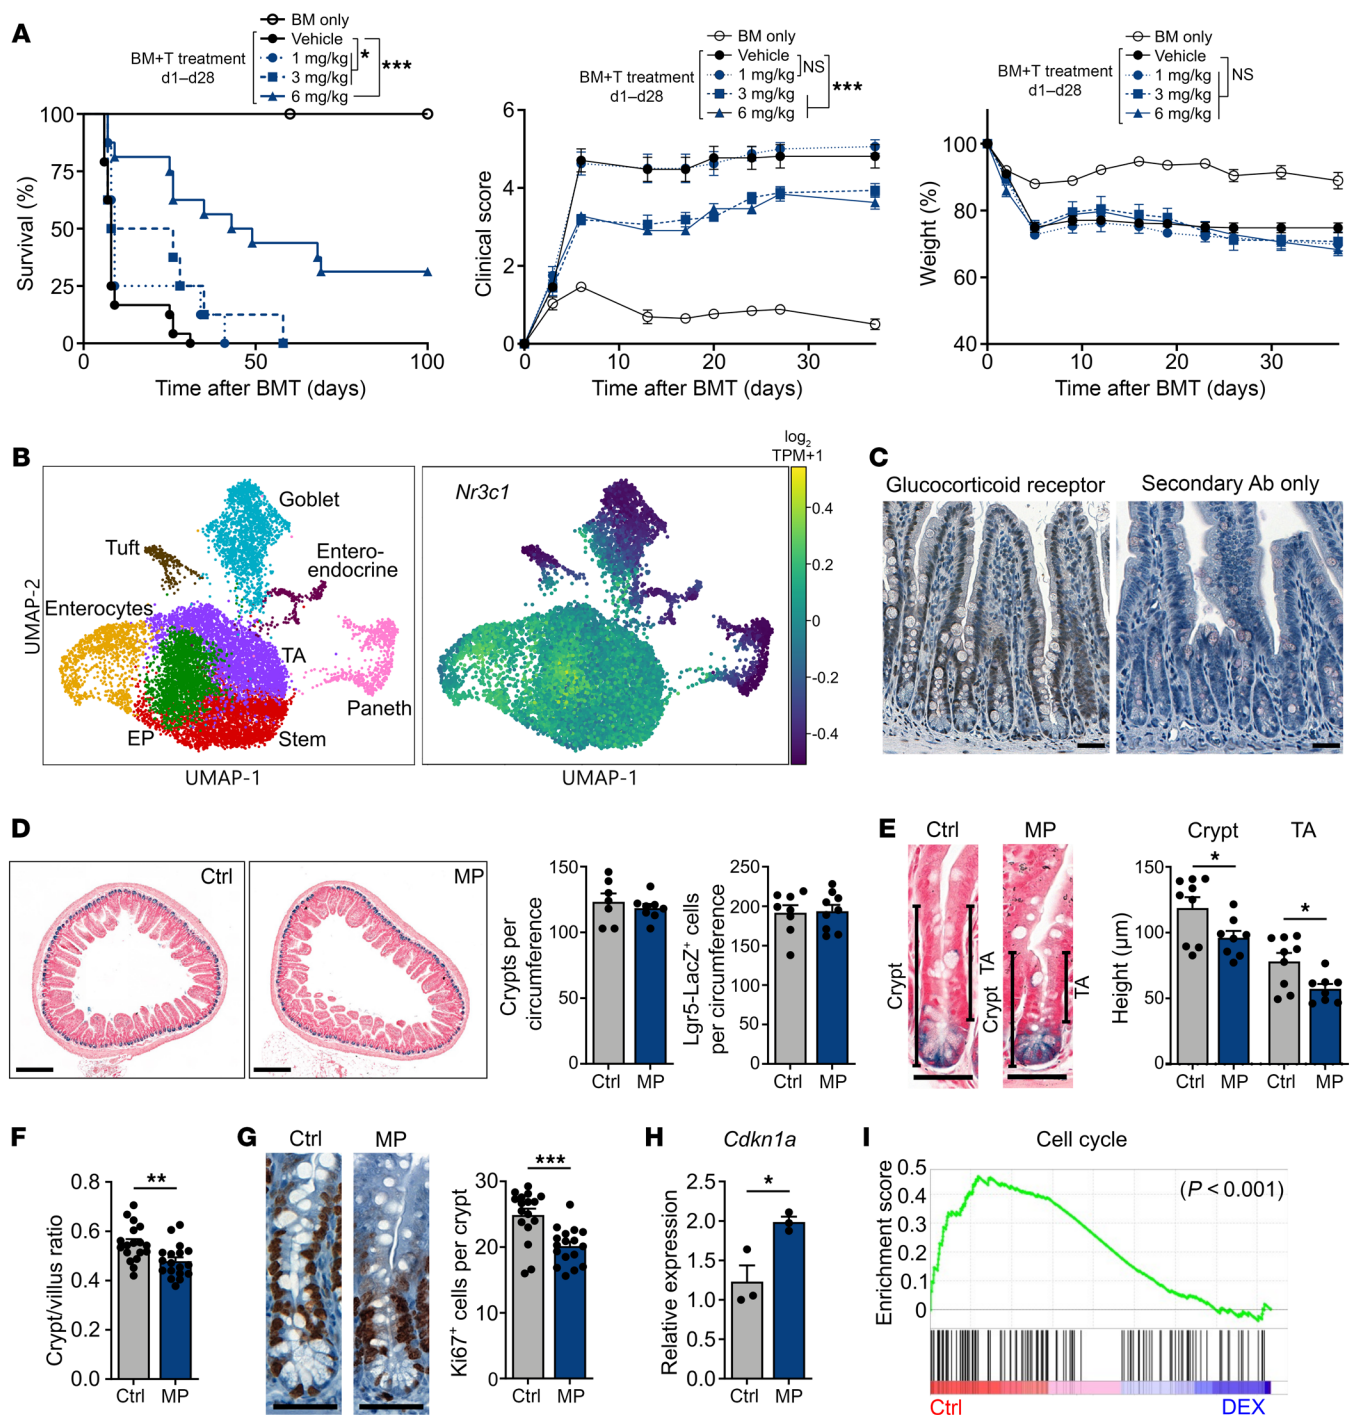 A
BM only
BM+T treatment
d1–d28
Vehicle
1 mg/kg
3 mg/kg
6 mg/kg
*
***
Survival (%)
100
75
50
25
0
0
50
100
Time after BMT (days)
BM only
BM+T treatment
d1–d28
Vehicle
1 mg/kg
3 mg/kg
6 mg/kg
NS
***
Clinical score
6
4
2
0
0
10
20
30
Time after BMT (days)
BM only
BM+T treatment
d1–d28
Vehicle
1 mg/kg
3 mg/kg
6 mg/kg
NS
Weight (%)
100
80
60
40
0
10
20
30
Time after BMT (days)
B
UMAP-2
Goblet
Tuft
Entero-
endocrine
Enterocytes
TA
Paneth
EP
Stem
UMAP-1
Nr3c1
UMAP-1
log2
TPM+1
0.4
0.2
0
-0.2
-0.4
C
Glucocorticoid receptor
Secondary Ab only
D
Ctrl
MP
Crypts per
circumference
150
100
50
0
Ctrl
MP
Lgr5-LacZ+ cells
per circumference
250
200
150
100
50
0
Ctrl
MP
E
Ctrl
MP
Crypt
TA
Crypt
TA
Crypt
TA
Height (µm)
150
100
50
0
*
*
Ctrl
MP
Ctrl
MP
F
Crypt/villus ratio
0.8
0.6
0.4
0.2
0.0
**
Ctrl
MP
G
Ctrl
MP
Ki67+ cells per crypt
30
20
10
0
***
Ctrl
MP
H
Cdkn1a
Relative expression
2.5
2.0
1.5
1.0
0.5
0.0
*
Ctrl
MP
I
Cell cycle
Enrichment score
0.5
0.4
0.3
0.2
0.1
0
(P < 0.001)
Ctrl
DEX